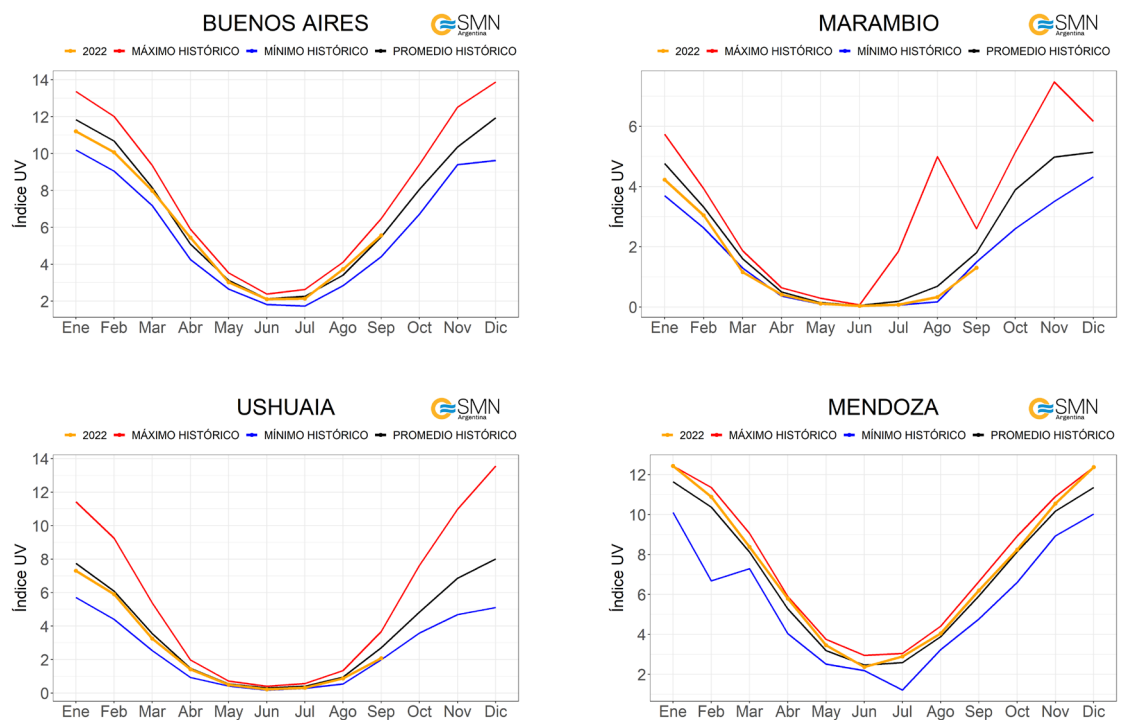 BUENOS AIRES
SMN
Argentina
2022 MÁXIMO HISTÓRICO MÍNIMO HISTÓRICO PROMEDIO HISTÓRICO
Índice UV
14
12
10
8
6
4
2
Ene Feb Mar Abr May Jun Jul Ago Sep Oct Nov Dic
MARAMBIO
SMN
Argentina
2022 MÁXIMO HISTÓRICO MÍNIMO HISTÓRICO PROMEDIO HISTÓRICO
Índice UV
6
4
2
0
Ene Feb Mar Abr May Jun Jul Ago Sep Oct Nov Dic
USHUAIA
SMN
Argentina
2022 MÁXIMO HISTÓRICO MÍNIMO HISTÓRICO PROMEDIO HISTÓRICO
Índice UV
14
12
10
8
6
4
2
0
Ene Feb Mar Abr May Jun Jul Ago Sep Oct Nov Dic
MENDOZA
SMN
Argentina
2022 MÁXIMO HISTÓRICO MÍNIMO HISTÓRICO PROMEDIO HISTÓRICO
Índice UV
12
10
8
6
4
2
Ene Feb Mar Abr May Jun Jul Ago Sep Oct Nov Dic